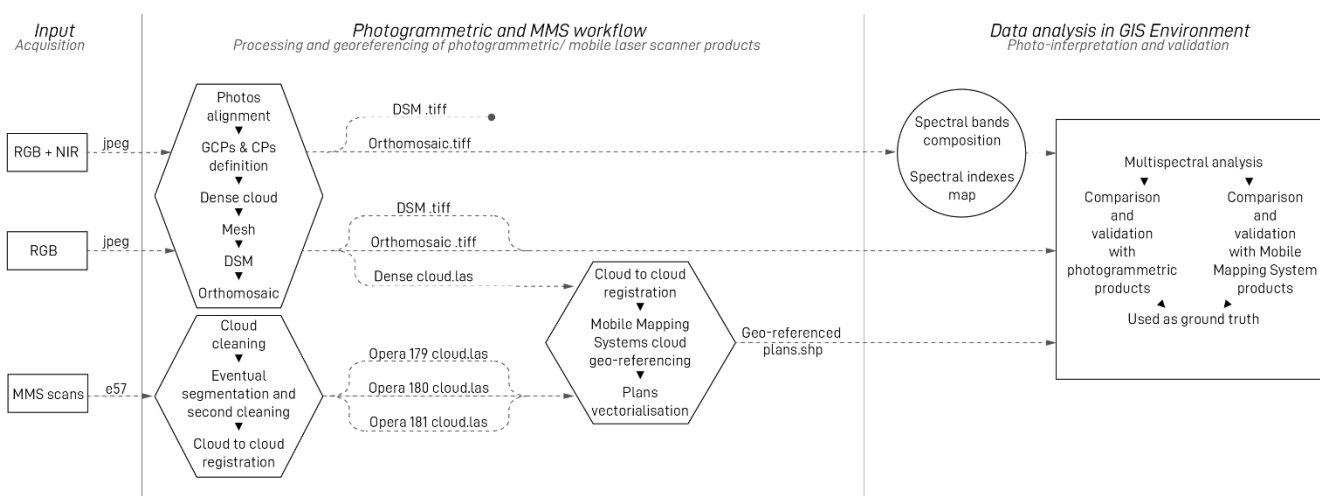 Input
Acquisition
Photogrammetric and MMS workflow
Processing and georeferencing of photogrammetric/ mobile laser scanner products
Data analysis in GIS Environment
Photo-interpretation and validation
RGB + NIR
jpeg
RGB
jpeg
MMS scans
e57
Photos
alignment
GCPs & CPs
definition
Dense cloud
Mesh
DSM
Orthomosaic
Cloud
cleaning
Eventual
segmentation and
second cleaning
Cloud to cloud
registration
DSM .tiff
Orthomosaic.tiff
DSM .tiff
Orthomosaic .tiff
Dense cloud.las
Opera 179 cloud.las
Opera 180 cloud.las
Opera 181 cloud.las
Cloud to cloud
registration
Mobile Mapping
Systems cloud
geo-referencing
Plans
vectorialisation
Geo-referenced
plans.shp
Spectral bands
composition
Spectral indexes
map
Multispectral analysis
Comparison
and
validation
with
photogrammetric
products
Comparison
and
validation
with Mobile
Mapping System
products
Used as ground truth